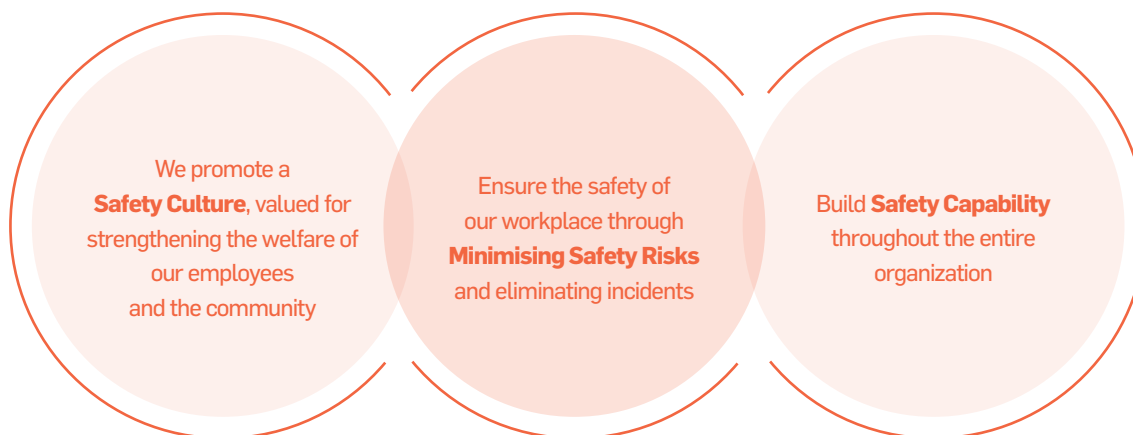 We promote a
Safety Culture, valued for
strengthening the welfare of
our employees
and the community
Ensure the safety of
our workplace through
Minimising Safety Risks
and eliminating incidents
Build Safety Capability
throughout the entire
organization